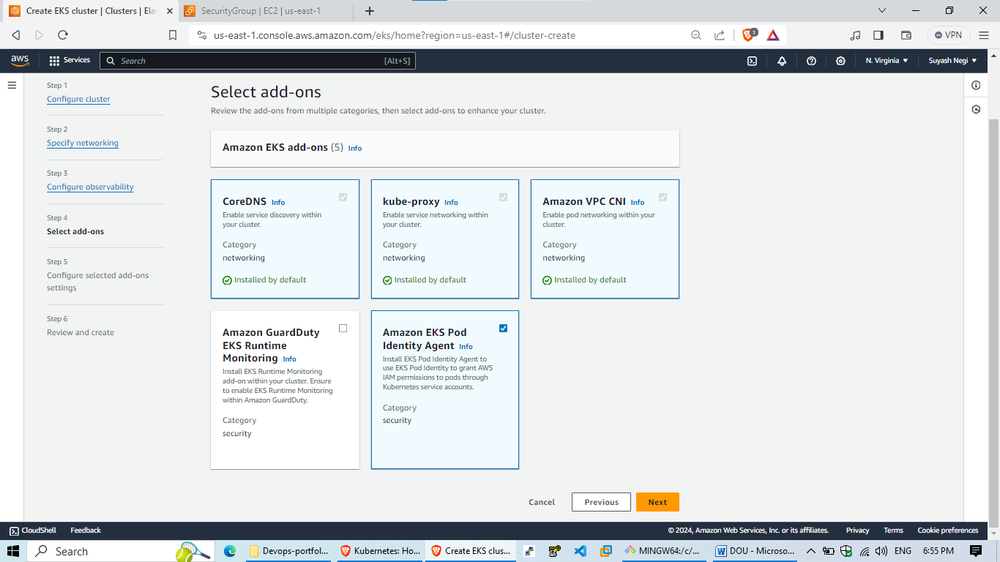 Create EKS cluster | Clusters | Ela
SecurityGroup | EC2 | us-east-1
us-east-1.console.aws.amazon.com/eks/home?region=us-east-1#/cluster-create
1
VPN
aws
Services
Search
[Alt+S]
N. Virginia
Suyash Negi
Step 1
Configure cluster
Step 2
Specify networking
Step 3
Configure observability
Step 4
Select add-ons
Step 5
Configure selected add-ons
settings
Step 6
Review and create
Select add-ons
Review the add-ons from multiple categories, then select add-ons to enhance your cluster.
Amazon EKS add-ons (5) Info
CoreDNS Info
Enable service discovery within
your cluster.
Category
networking
Installed by default
kube-proxy Info
Enable service networking within
your cluster.
Category
networking
Installed by default
Amazon VPC CNI Info
Enable pod networking within your
cluster.
Category
networking
Installed by default
Amazon GuardDuty
EKS Runtime
Monitoring Info
Install EKS Runtime Monitoring
add-on within your cluster. Ensure
to enable EKS Runtime Monitoring
within Amazon GuardDuty.
Category
security
Amazon EKS Pod
Identity Agent Info
Install EKS Pod Identity Agent to
use EKS Pod Identity to grant AWS
IAM permissions to pods through
Kubernetes service accounts.
Category
security
Cancel
Previous
Next
CloudShell
Feedback
© 2024, Amazon Web Services, Inc. or its affiliates.
Privacy
Terms
Cookie preferences
Search
Devops-portfol...
Kubernetes: Ho...
Create EKS clus...
MINGW64:/c/...
DOU - Microso...
ENG
6:55 PM